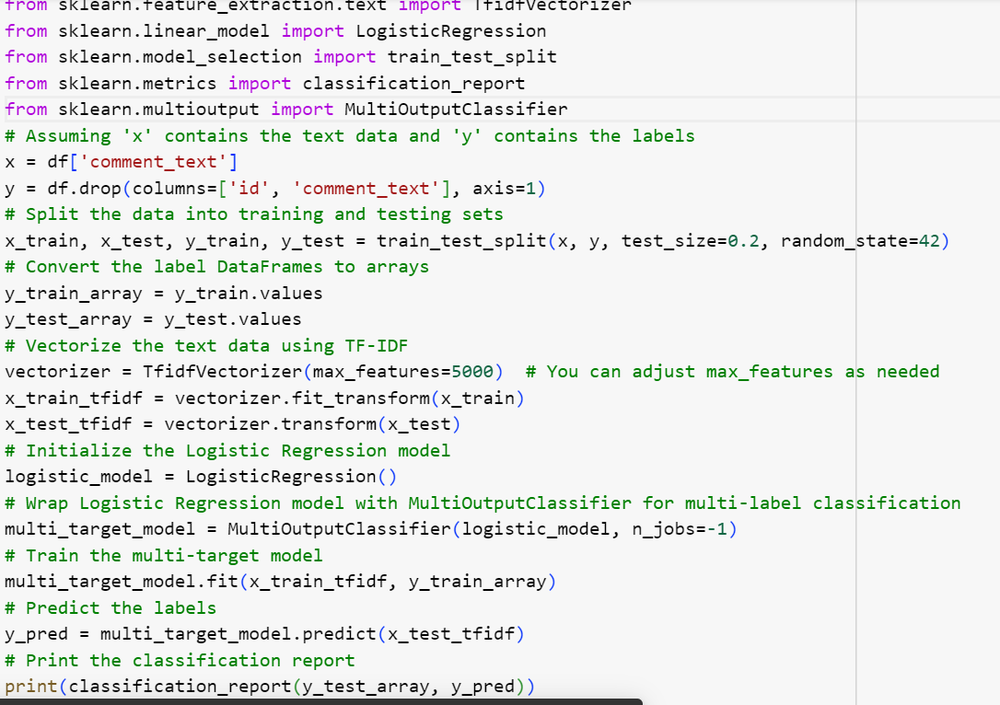 from sklearn.feature_extraction.text import TfidfVectorizer
from sklearn.linear_model import LogisticRegression
from sklearn.model_selection import train_test_split
from sklearn.metrics import classification_report
from sklearn.multioutput import MultiOutputClassifier
# Assuming 'x' contains the text data and 'y' contains the labels
x = df['comment_text']
y = df.drop(columns=['id', 'comment_text'], axis=1)
# Split the data into training and testing sets
x_train, x_test, y_train, y_test = train_test_split(x, y, test_size=0.2, random_state=42)
# Convert the label DataFrames to arrays
y_train_array = y_train.values
y_test_array = y_test.values
# Vectorize the text data using TF-IDF
vectorizer = TfidfVectorizer(max_features=5000)  # You can adjust max_features as needed
x_train_tfidf = vectorizer.fit_transform(x_train)
x_test_tfidf = vectorizer.transform(x_test)
# Initialize the Logistic Regression model
logistic_model = LogisticRegression()
# Wrap Logistic Regression model with MultiOutputClassifier for multi-label classification
multi_target_model = MultiOutputClassifier(logistic_model, n_jobs=-1)
# Train the multi-target model
multi_target_model.fit(x_train_tfidf, y_train_array)
# Predict the labels
y_pred = multi_target_model.predict(x_test_tfidf)
# Print the classification report
print(classification_report(y_test_array, y_pred))